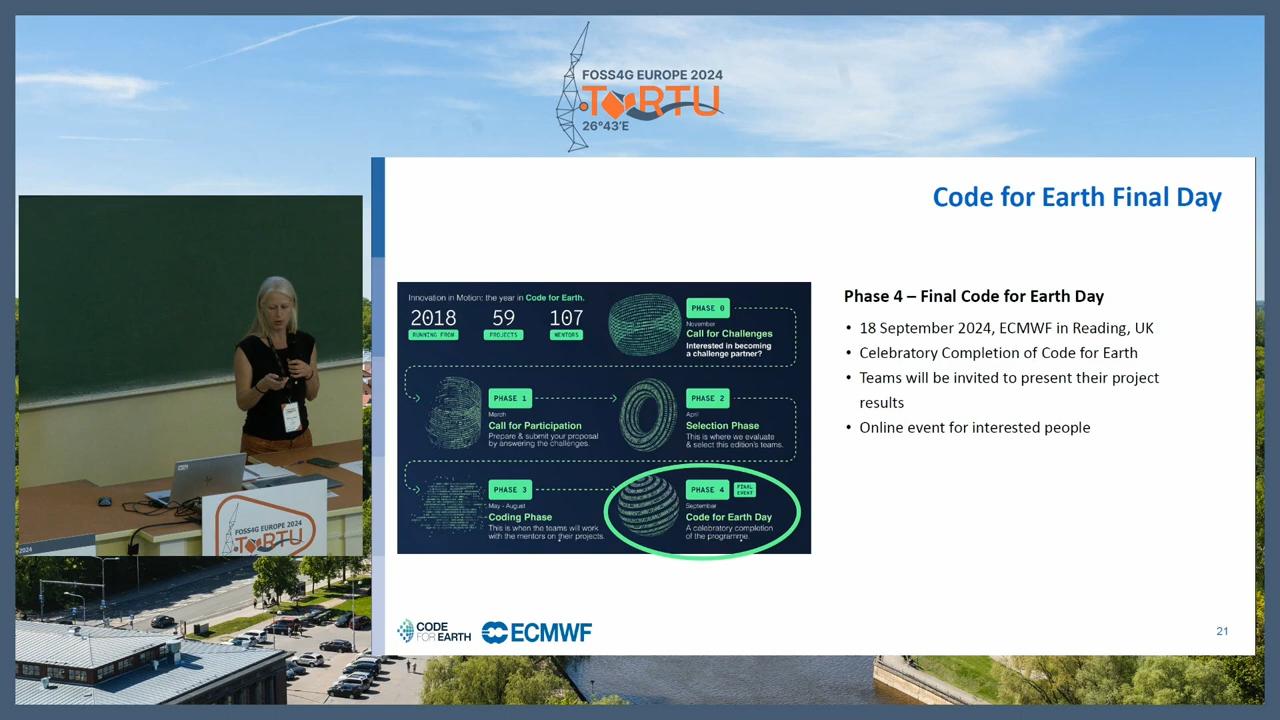 FOSS4G EUROPE 2024
TORTU
26°43'E
Code for Earth Final Day
Innovation in Motion: the year in Code for Earth.
2018
RUNNING FROM
59
PROJECTS
107
MENTORS
PHASE 0
November
Call for Challenges
Interested in becoming
a challenge partner?
PHASE 1
March
Call for Participation
Prepare & submit your proposal
by answering the challenges.
PHASE 2
April
Selection Phase
This is where we evaluate
& select this edition's teams.
PHASE 3
May - August
Coding Phase
This is when the teams will work
with the mentors on their projects.
PHASE 4
FINAL
EVENT
September
Code for Earth Day
A celebratory completion
of the programme.
Phase 4 – Final Code for Earth Day
• 18 September 2024, ECMWF in Reading, UK
• Celebratory Completion of Code for Earth
• Teams will be invited to present their project
results
• Online event for interested people
FOSS4G EUROPE 2024
TORTU
2024
CODE
FOR EARTH
ECMWF
21